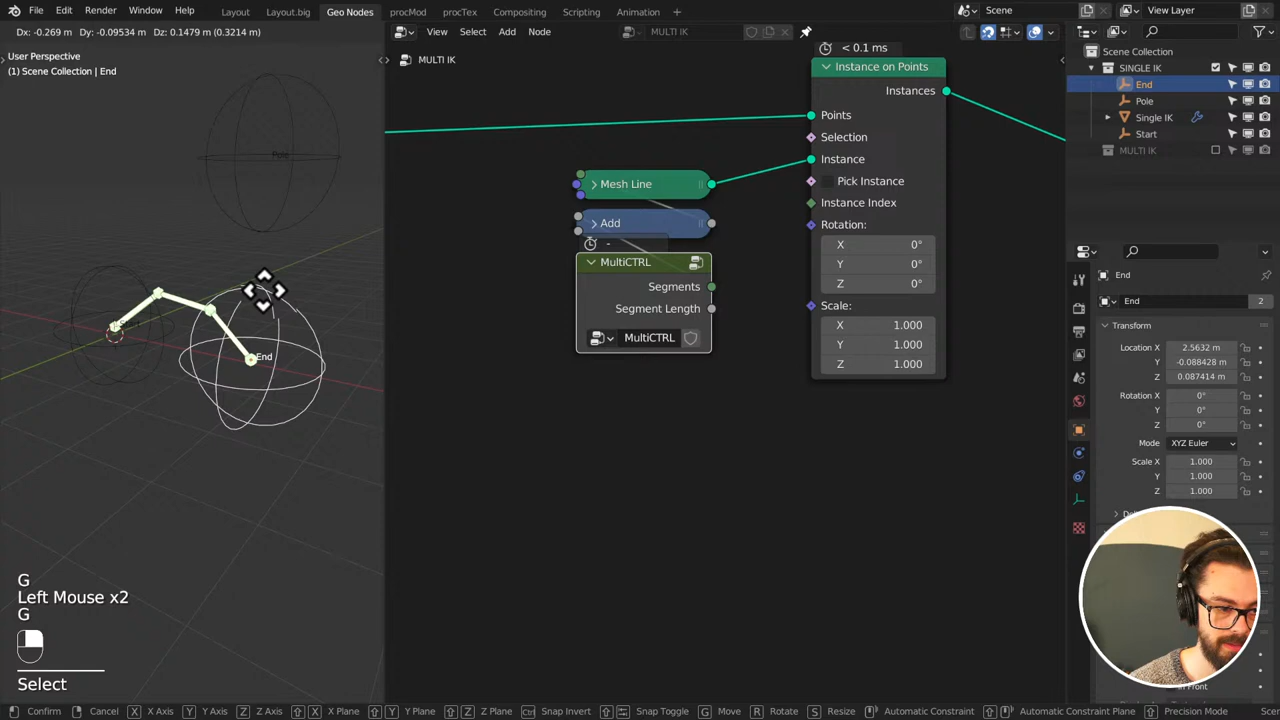 File Edit Render Window Help Layout Layout.big Geo Nodes procMod procTex Compositing Scripting Animation + Scene View Layer
Dx: -0.269 m Dy: -0.09534 m Dz: 0.1479 m (0.3214 m)
View Select Add Node MULTI IK
User Perspective
(1) Scene Collection | End
MULTI IK
< 0.1 ms
Instance on Points
Instances
Points
Selection
Instance
Pick Instance
Instance Index
Rotation:
X 0°
Y 0°
Z 0°
Scale:
X 1.000
Y 1.000
Z 1.000
Mesh Line
Add
-
MultiCTRL
Segments
Segment Length
MultiCTRL
Pole
End
Scene Collection
SINGLE IK
End
Pole
Single IK
Start
MULTI IK
End
End 2
Transform
Location X 2.5632 m
Y -0.088428 m
Z 0.087414 m
Rotation X 0°
Y 0°
Z 0°
Mode XYZ Euler
Scale X 1.000
Y 1.000
Z 1.000
In Front
G
Left Mouse x2
G
Select
Confirm Cancel X X Axis Y Y Axis Z Z Axis X X Plane Y Y Plane Z Z Plane Ctrl Snap Invert Snap Toggle G Move R Rotate S Resize Automatic Constraint Automatic Constraint Plane Precision Mode